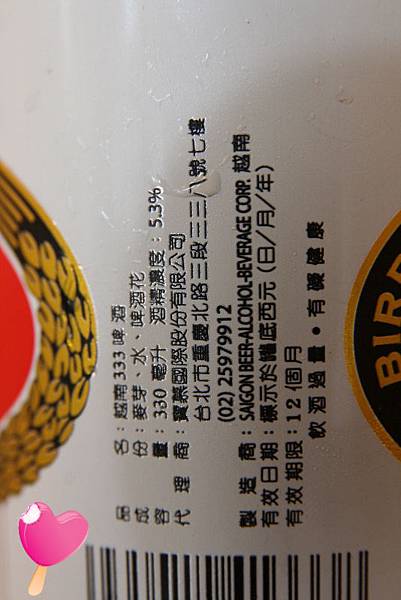 品　　名：越南 333 啤酒
成　　份：麥芽、水、啤酒花
容　　量：330 毫升　酒精濃度：5.3%
代 理 商：寶慕國際股份有限公司
台北市重慶北路三段三三八號七樓
(02) 25979912
製 造 商：SAIGON BEER-ALCOHOL-BEVERAGE CORP. 越南
有效日期：標示於罐底西元 (日/月/年)
有效期限：12 個月
飲酒過量•有礙健康